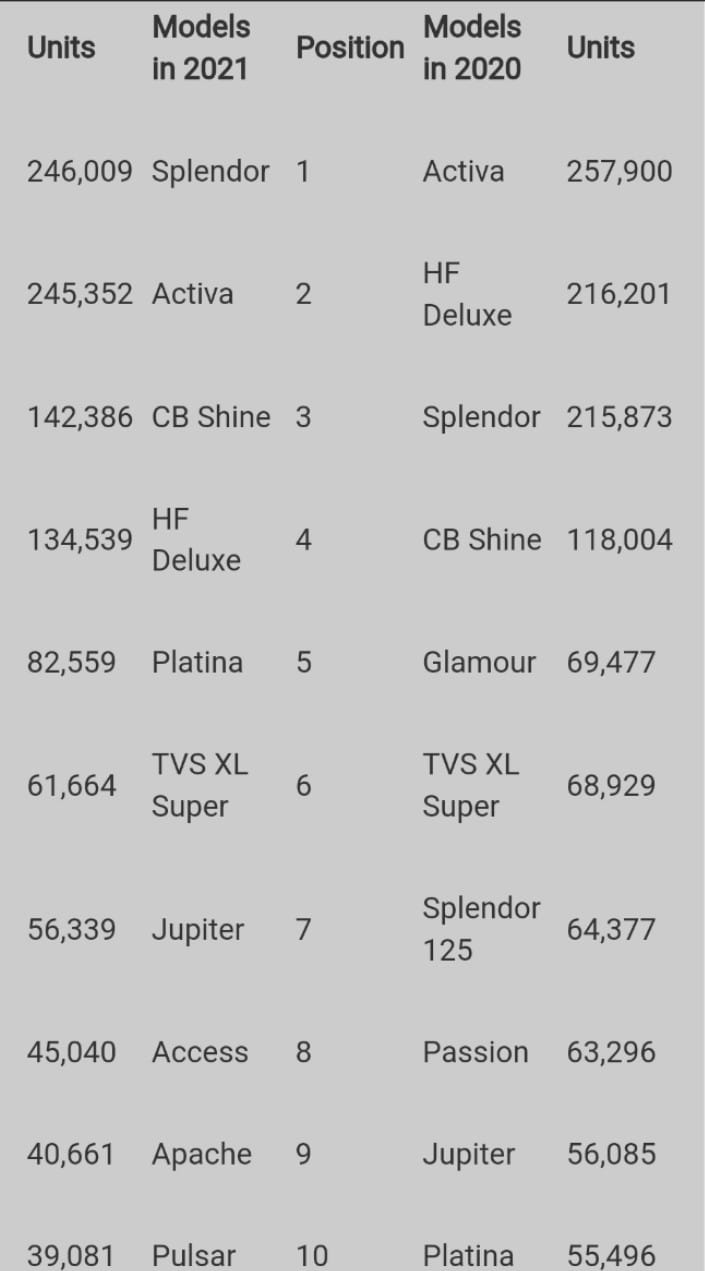 Units Models in 2021 Position Models in 2020 Units
246,009 Splendor 1 Activa 257,900
245,352 Activa 2 HF Deluxe 216,201
142,386 CB Shine 3 Splendor 215,873
134,539 HF Deluxe 4 CB Shine 118,004
82,559 Platina 5 Glamour 69,477
61,664 TVS XL Super 6 TVS XL Super 68,929
56,339 Jupiter 7 Splendor 125 64,377
45,040 Access 8 Passion 63,296
40,661 Apache 9 Jupiter 56,085
39,081 Pulsar 10 Platina 55,496